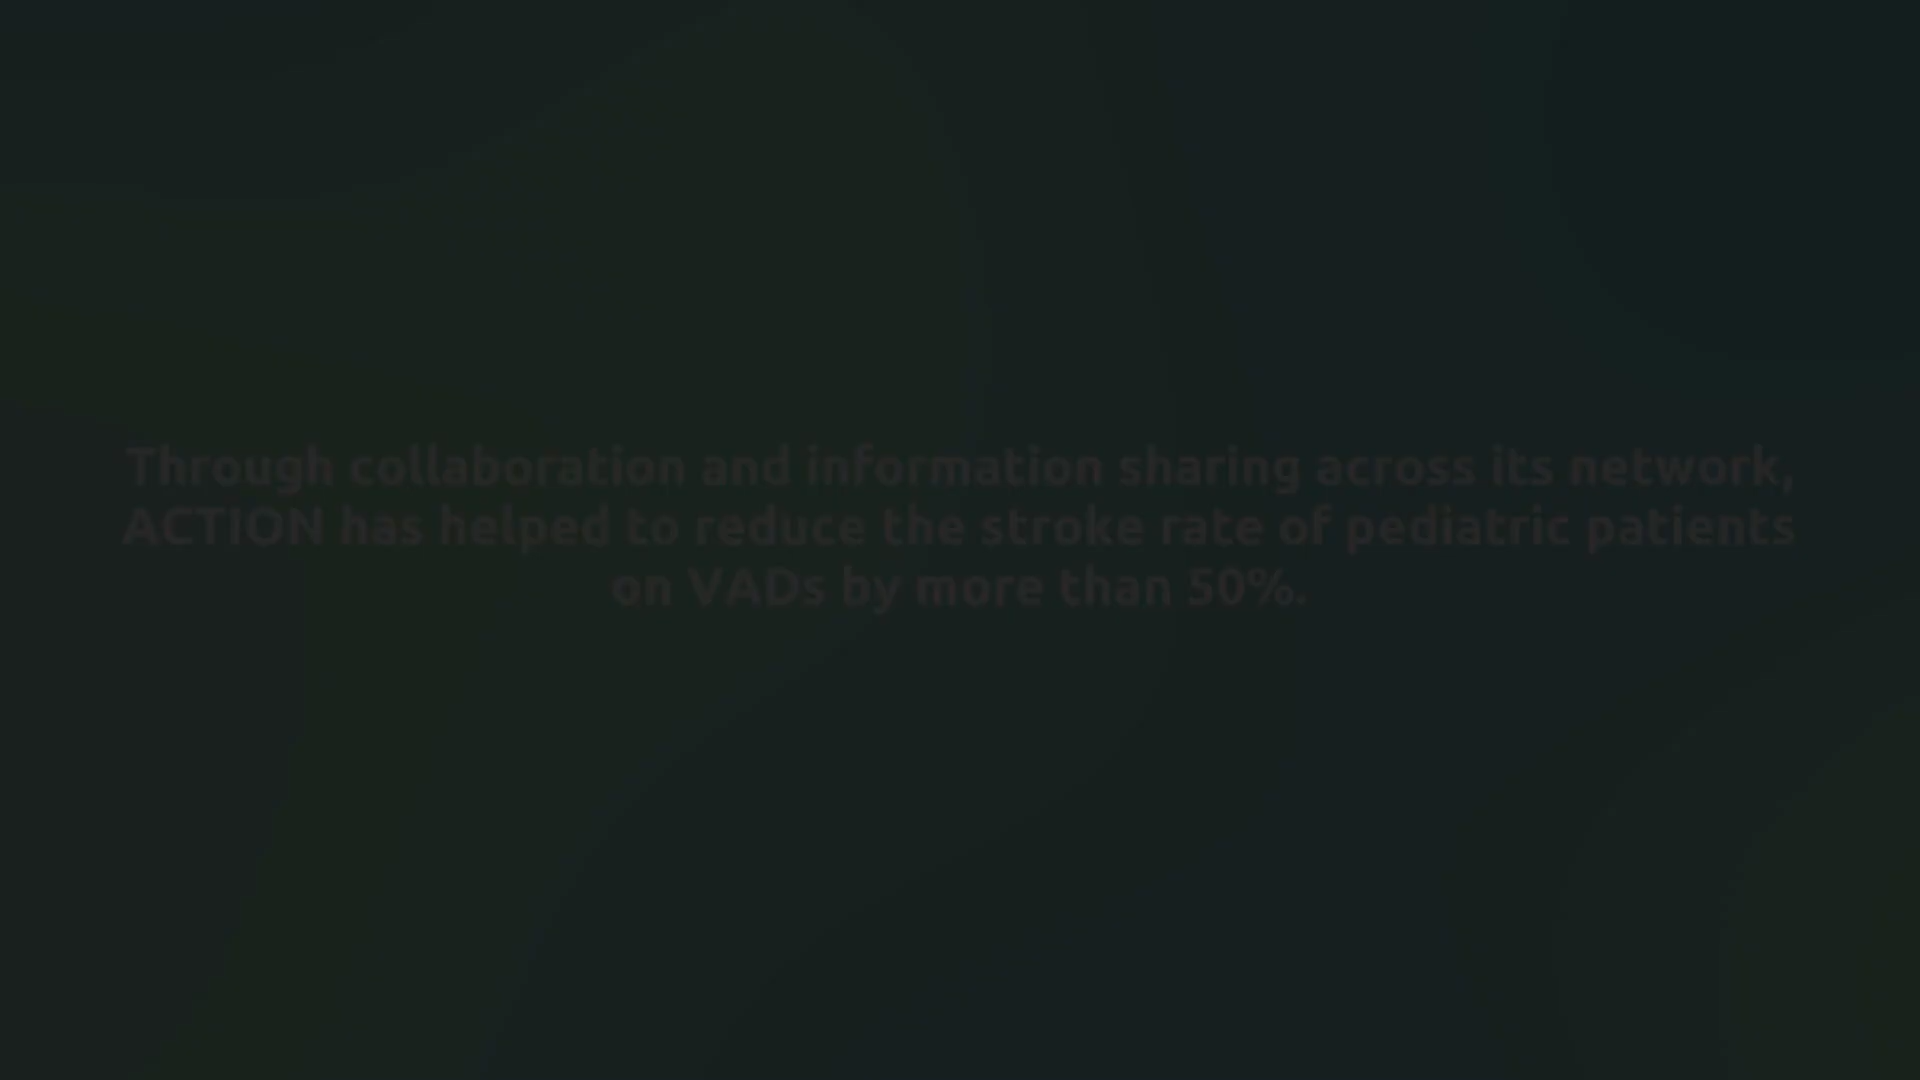 Through collaboration and information sharing across its network,
ACTION has helped to reduce the stroke rate of pediatric patients
on VADs by more than 50%.